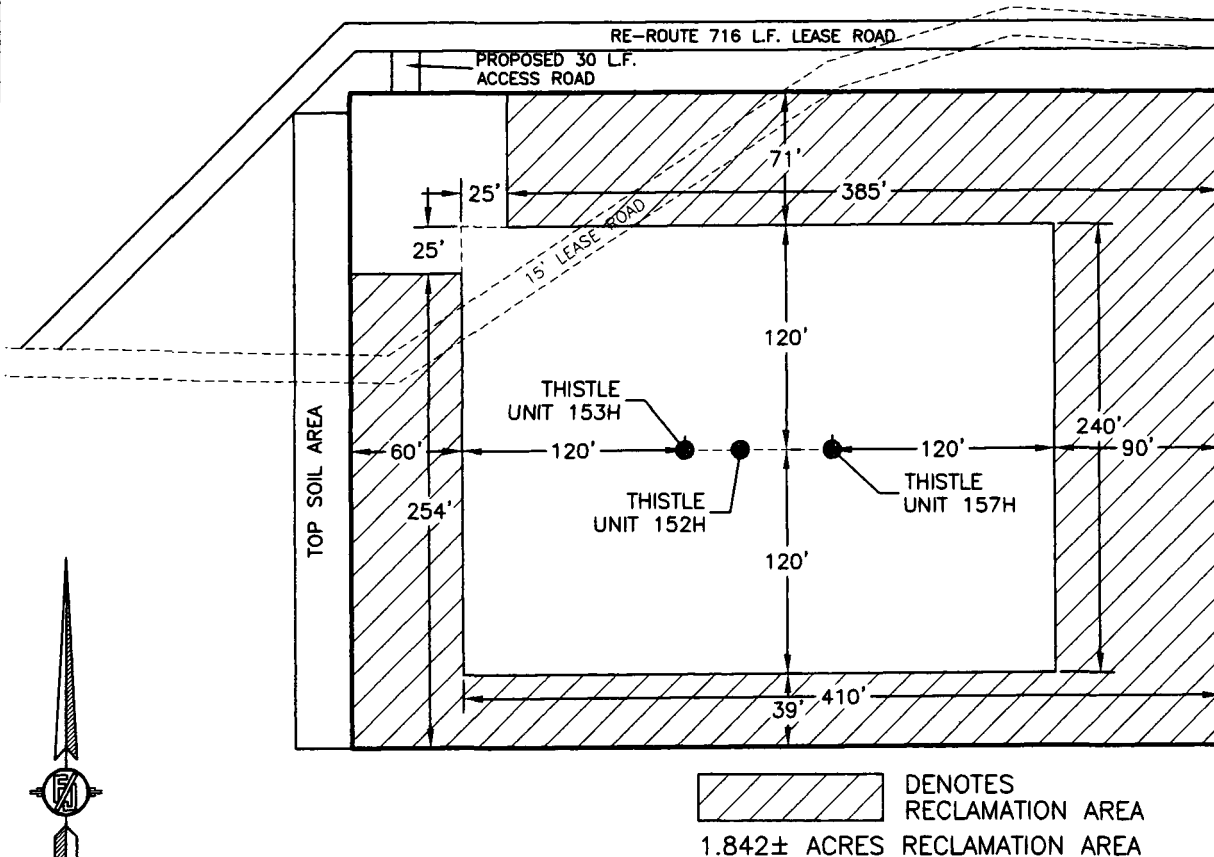 RE-ROUTE 716 L.F. LEASE ROAD
PROPOSED 30 L.F.
ACCESS ROAD
71'
25'
385'
25'
15' LEASE ROAD
120'
THISTLE
UNIT 153H
60'
120'
120'
240'
90'
THISTLE
UNIT 157H
THISTLE
UNIT 152H
254'
TOP SOIL AREA
120'
410'
39'
DENOTES
RECLAMATION AREA
1.842± ACRES RECLAMATION AREA